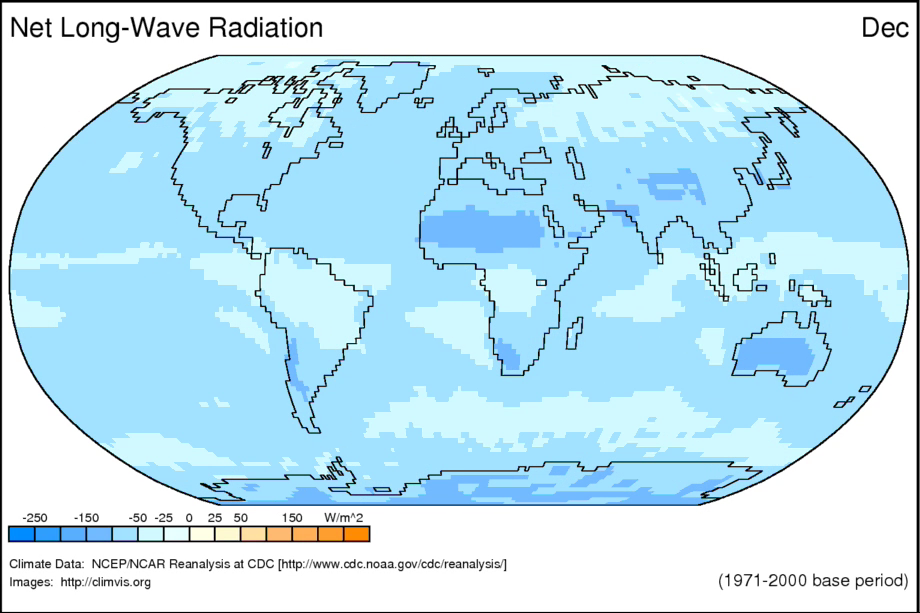 Net Long-Wave Radiation Dec
-250 -150 -50 -25 0 25 50 150 W/m^2
Climate Data: NCEP/NCAR Reanalysis at CDC [http://www.cdc.noaa.gov/cdc/reanalysis/]
Images: http://climvis.org (1971-2000 base period)